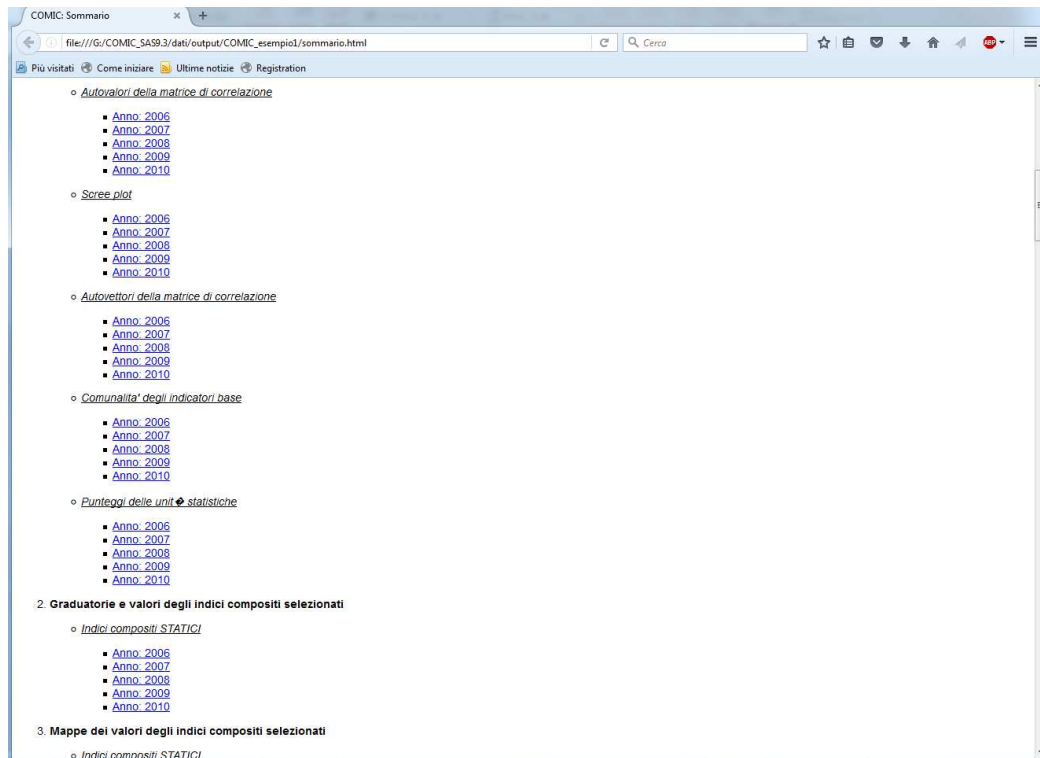 COMIC: Sommario
file:///G:/COMIC_SAS9.3/dati/output/COMIC_esempio1/sommario.html
Cerca
ABP
Più visitati Come iniziare Ultime notizie Registration
Autovalori della matrice di correlazione
Anno: 2006
Anno: 2007
Anno: 2008
Anno: 2009
Anno: 2010
Scree plot
Anno: 2006
Anno: 2007
Anno: 2008
Anno: 2009
Anno: 2010
Autovettori della matrice di correlazione
Anno: 2006
Anno: 2007
Anno: 2008
Anno: 2009
Anno: 2010
Comunalita' degli indicatori base
Anno: 2006
Anno: 2007
Anno: 2008
Anno: 2009
Anno: 2010
Punteggi delle unit� statistiche
Anno: 2006
Anno: 2007
Anno: 2008
Anno: 2009
Anno: 2010
2. Graduatorie e valori degli indici compositi selezionati
Indici compositi STATICI
Anno: 2006
Anno: 2007
Anno: 2008
Anno: 2009
Anno: 2010
3. Mappe dei valori degli indici compositi selezionati
Indici compositi STATICI